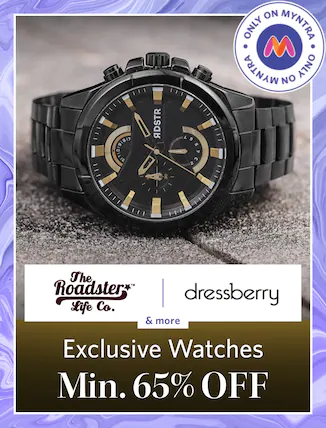 ONLY ON MYNTRA • ONLY ON MYNTRA •
RDSTR
The
Roadster
Life Co.
dressberry
& more
Exclusive Watches
Min. 65% OFF